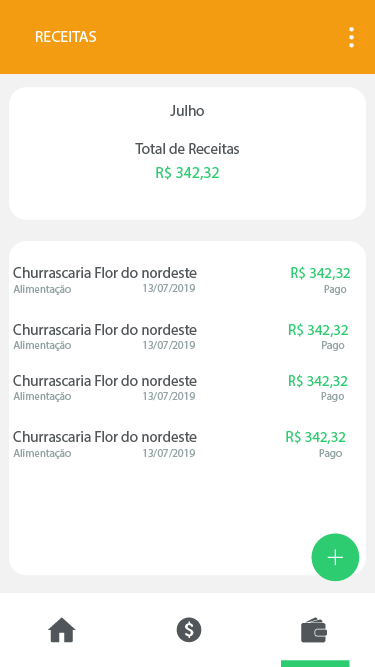 RECEITAS
Julho
Total de Receitas
R$ 342,32
Churrascaria Flor do nordeste R$ 342,32
Alimentação 13/07/2019 Pago
Churrascaria Flor do nordeste R$ 342,32
Alimentação 13/07/2019 Pago
Churrascaria Flor do nordeste R$ 342,32
Alimentação 13/07/2019 Pago
Churrascaria Flor do nordeste R$ 342,32
Alimentação 13/07/2019 Pago